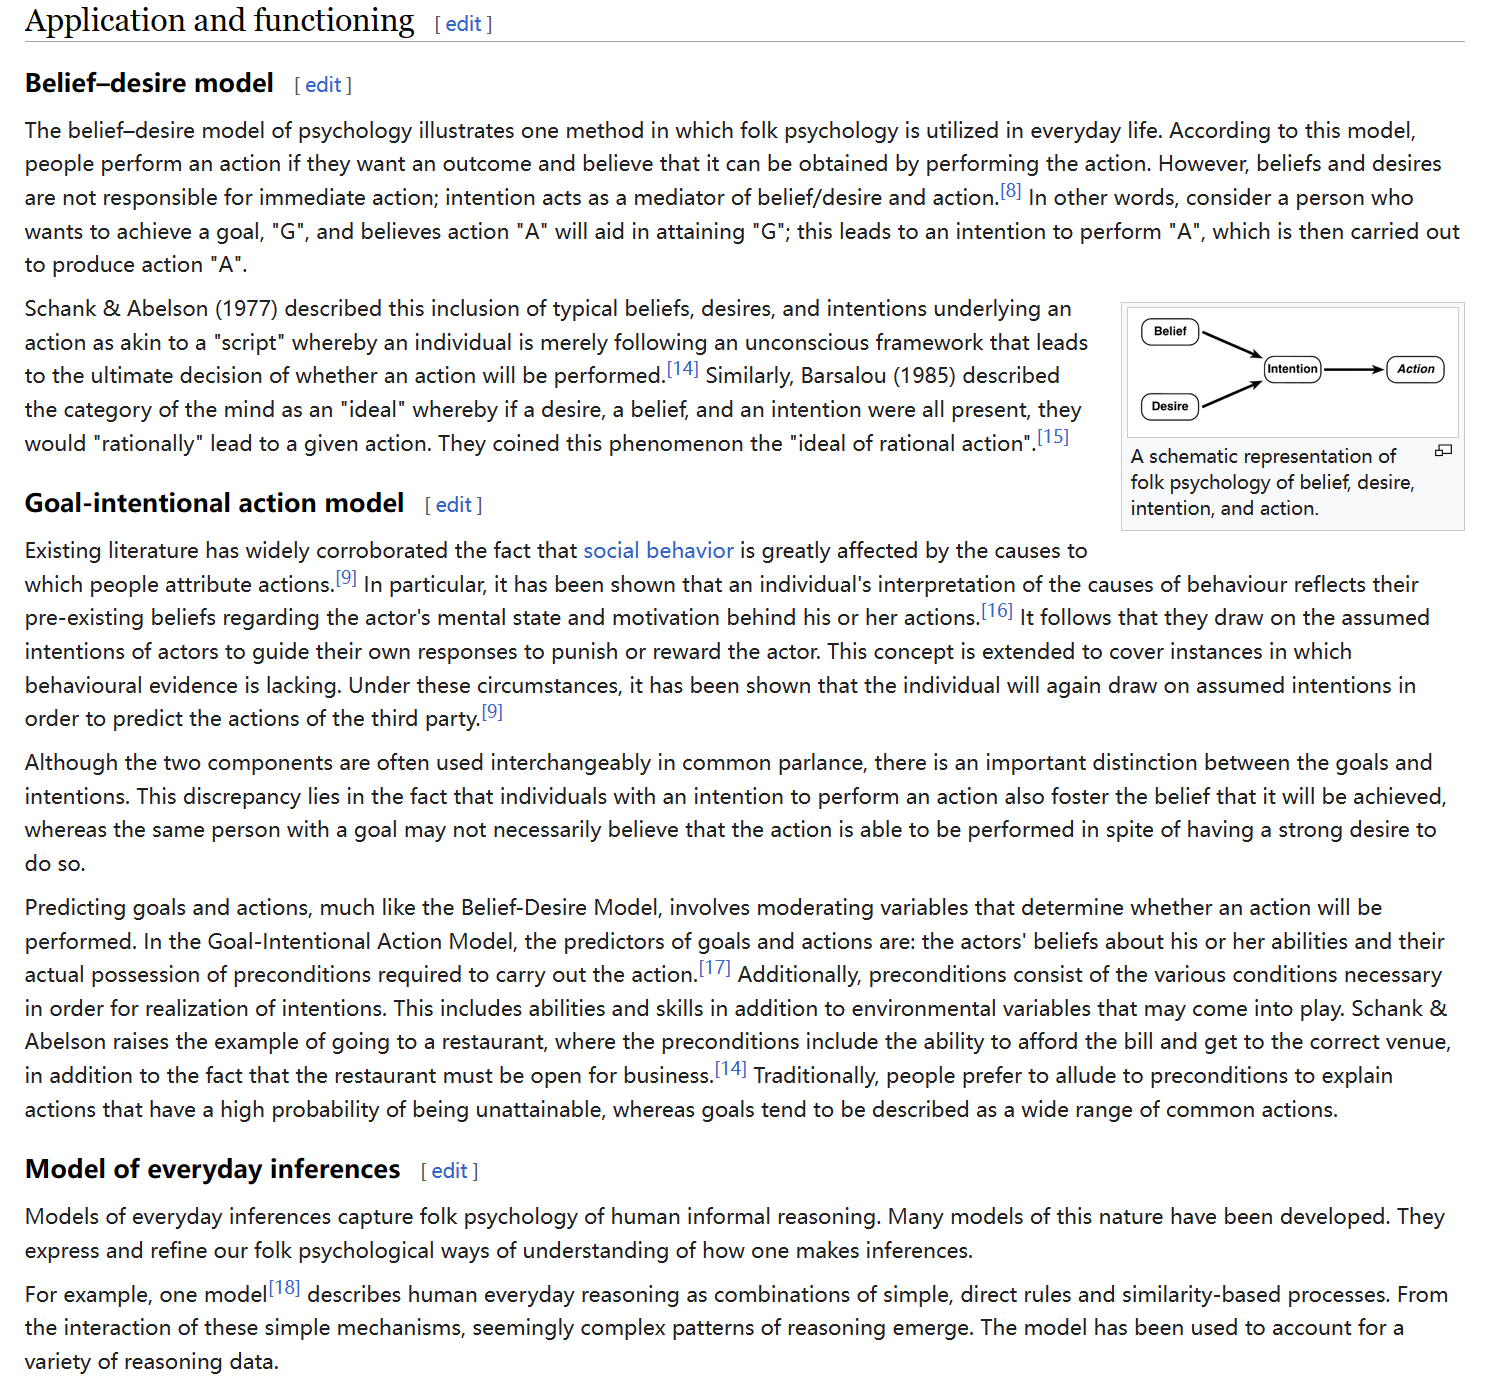 Application and functioning [ edit ]
Belief–desire model [ edit ]
The belief–desire model of psychology illustrates one method in which folk psychology is utilized in everyday life. According to this model,
people perform an action if they want an outcome and believe that it can be obtained by performing the action. However, beliefs and desires
are not responsible for immediate action; intention acts as a mediator of belief/desire and action.[8] In other words, consider a person who
wants to achieve a goal, "G", and believes action "A" will aid in attaining "G"; this leads to an intention to perform "A", which is then carried out
to produce action "A".
Schank & Abelson (1977) described this inclusion of typical beliefs, desires, and intentions underlying an
action as akin to a "script" whereby an individual is merely following an unconscious framework that leads
to the ultimate decision of whether an action will be performed.[14] Similarly, Barsalou (1985) described
the category of the mind as an "ideal" whereby if a desire, a belief, and an intention were all present, they
would "rationally" lead to a given action. They coined this phenomenon the "ideal of rational action".[15]
Belief
Desire
Intention
Action
A schematic representation of
folk psychology of belief, desire,
intention, and action.
Goal-intentional action model [ edit ]
Existing literature has widely corroborated the fact that social behavior is greatly affected by the causes to
which people attribute actions.[9] In particular, it has been shown that an individual's interpretation of the causes of behaviour reflects their
pre-existing beliefs regarding the actor's mental state and motivation behind his or her actions.[16] It follows that they draw on the assumed
intentions of actors to guide their own responses to punish or reward the actor. This concept is extended to cover instances in which
behavioural evidence is lacking. Under these circumstances, it has been shown that the individual will again draw on assumed intentions in
order to predict the actions of the third party.[9]
Although the two components are often used interchangeably in common parlance, there is an important distinction between the goals and
intentions. This discrepancy lies in the fact that individuals with an intention to perform an action also foster the belief that it will be achieved,
whereas the same person with a goal may not necessarily believe that the action is able to be performed in spite of having a strong desire to
do so.
Predicting goals and actions, much like the Belief-Desire Model, involves moderating variables that determine whether an action will be
performed. In the Goal-Intentional Action Model, the predictors of goals and actions are: the actors' beliefs about his or her abilities and their
actual possession of preconditions required to carry out the action.[17] Additionally, preconditions consist of the various conditions necessary
in order for realization of intentions. This includes abilities and skills in addition to environmental variables that may come into play. Schank &
Abelson raises the example of going to a restaurant, where the preconditions include the ability to afford the bill and get to the correct venue,
in addition to the fact that the restaurant must be open for business.[14] Traditionally, people prefer to allude to preconditions to explain
actions that have a high probability of being unattainable, whereas goals tend to be described as a wide range of common actions.
Model of everyday inferences [ edit ]
Models of everyday inferences capture folk psychology of human informal reasoning. Many models of this nature have been developed. They
express and refine our folk psychological ways of understanding of how one makes inferences.
For example, one model[18] describes human everyday reasoning as combinations of simple, direct rules and similarity-based processes. From
the interaction of these simple mechanisms, seemingly complex patterns of reasoning emerge. The model has been used to account for a
variety of reasoning data.